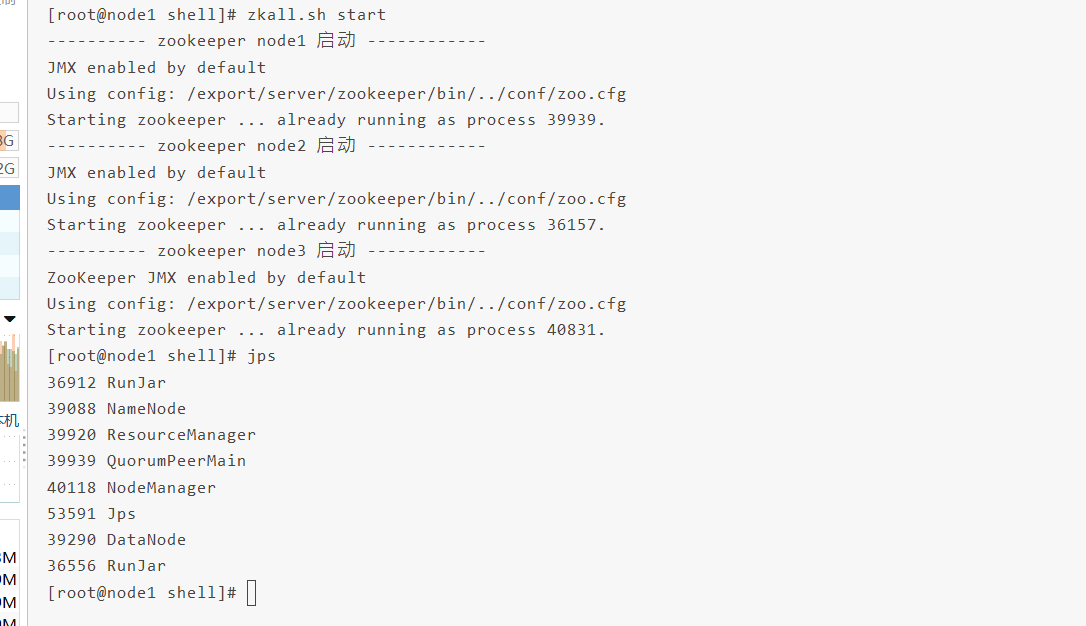 [root@node1 shell]# zkall.sh start
---------- zookeeper node1 启动 ------------
JMX enabled by default
Using config: /export/server/zookeeper/bin/../conf/zoo.cfg
Starting zookeeper ... already running as process 39939.
---------- zookeeper node2 启动 ------------
JMX enabled by default
Using config: /export/server/zookeeper/bin/../conf/zoo.cfg
Starting zookeeper ... already running as process 36157.
---------- zookeeper node3 启动 ------------
ZooKeeper JMX enabled by default
Using config: /export/server/zookeeper/bin/../conf/zoo.cfg
Starting zookeeper ... already running as process 40831.
[root@node1 shell]# jps
36912 RunJar
39088 NameNode
39920 ResourceManager
39939 QuorumPeerMain
40118 NodeManager
53591 Jps
39290 DataNode
36556 RunJar
[root@node1 shell]#